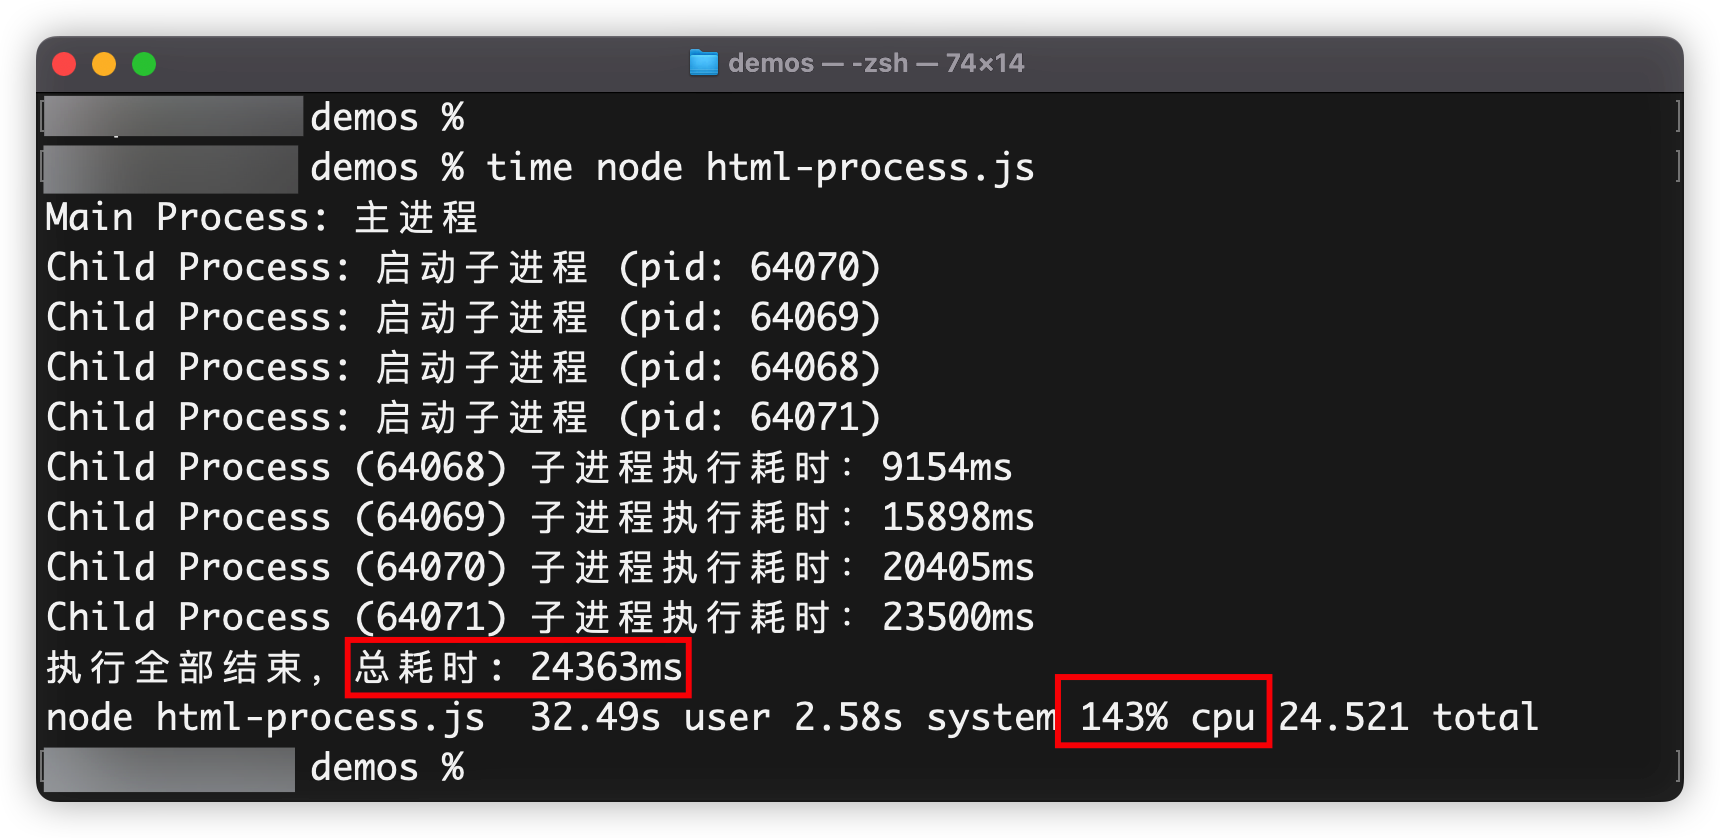 demos — -zsh — 74×14
demos %
demos % time node html-process.js
Main Process: 主进程
Child Process: 启动子进程 (pid: 64070)
Child Process: 启动子进程 (pid: 64069)
Child Process: 启动子进程 (pid: 64068)
Child Process: 启动子进程 (pid: 64071)
Child Process (64068) 子进程执行耗时: 9154ms
Child Process (64069) 子进程执行耗时: 15898ms
Child Process (64070) 子进程执行耗时: 20405ms
Child Process (64071) 子进程执行耗时: 23500ms
执行全部结束, 总耗时: 24363ms
node html-process.js  32.49s user 2.58s system 143% cpu 24.521 total
demos %